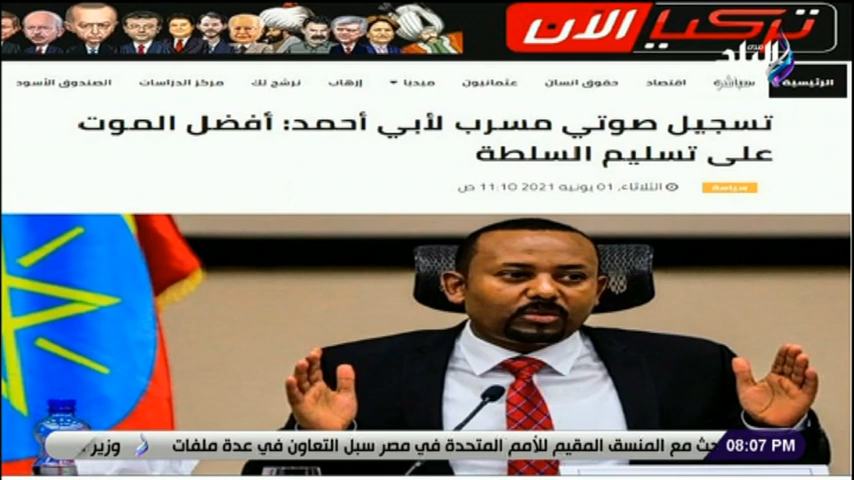 تركيا الآن
صدى
البلد
مباشر
الرئيسية سياسة اقتصاد حقوق انسان عثمانيون ميديا إرهاب نرشح لك مركز الدراسات الصندوق الأسود
تسجيل صوتي مسرب لأبي أحمد: أفضل الموت
على تسليم السلطة
سياسة الثلاثاء, 01 يونيه 2021 11:10 ص
حث مع المنسق المقيم للأمم المتحدة في مصر سبل التعاون في عدة ملفات وزير
08:07 PM